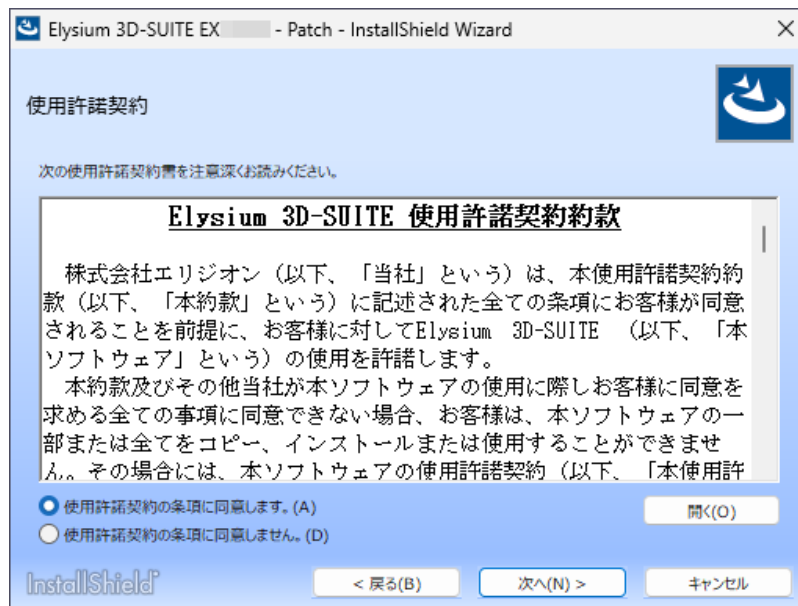 Elysium 3D-SUITE EX - Patch - InstallShield Wizard
使用許諾契約
次の使用許諾契約書を注意深くお読みください。
Elysium 3D-SUITE 使用許諾契約約款
株式会社エリジオン（以下、「当社」という）は、本使用許諾契約約
款（以下、「本約款」という）に記述された全ての条項にお客様が同意
されることを前提に、お客様に対してElysium 3D-SUITE （以下、「本
ソフトウェア」という）の使用を許諾します。
本約款及びその他当社が本ソフトウェアの使用に際しお客様に同意を
求める全ての事項に同意できない場合、お客様は、本ソフトウェアの一
部または全てをコピー、インストールまたは使用することができませ
ん。その場合には、本ソフトウェアの使用許諾契約（以下、「本使用許
使用許諾契約の条項に同意します。(A)
開く(O)
使用許諾契約の条項に同意しません。(D)
InstallShield
< 戻る(B)
次へ(N) >
キャンセル